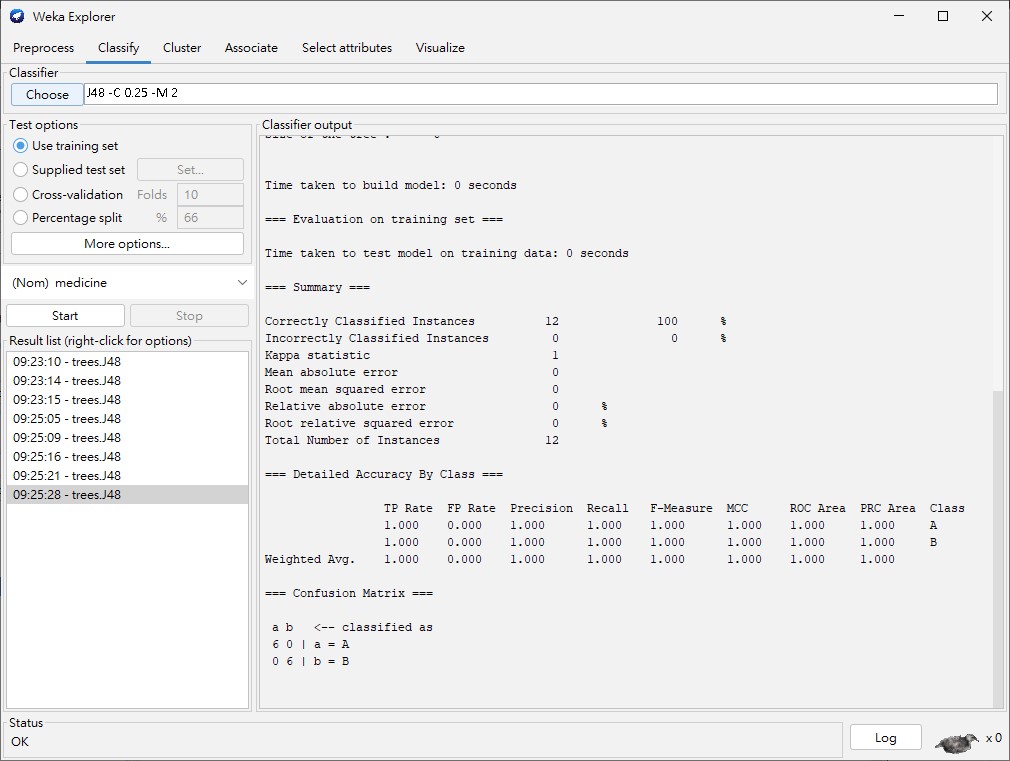 Weka Explorer
Preprocess Classify Cluster Associate Select attributes Visualize
Classifier
Choose J48 -C 0.25 -M 2
Test options
Use training set
Supplied test set Set...
Cross-validation Folds 10
Percentage split % 66
More options...
(Nom) medicine
Start Stop
Result list (right-click for options)
09:23:10 - trees.J48
09:23:14 - trees.J48
09:23:15 - trees.J48
09:25:05 - trees.J48
09:25:09 - trees.J48
09:25:16 - trees.J48
09:25:21 - trees.J48
09:25:28 - trees.J48
Classifier output
Time taken to build model: 0 seconds
=== Evaluation on training set ===
Time taken to test model on training data: 0 seconds
=== Summary ===
Correctly Classified Instances 12 100 %
Incorrectly Classified Instances 0 0 %
Kappa statistic 1
Mean absolute error 0
Root mean squared error 0
Relative absolute error 0 %
Root relative squared error 0 %
Total Number of Instances 12
=== Detailed Accuracy By Class ===
TP Rate FP Rate Precision Recall F-Measure MCC ROC Area PRC Area Class
1.000 0.000 1.000 1.000 1.000 1.000 1.000 1.000 A
1.000 0.000 1.000 1.000 1.000 1.000 1.000 1.000 B
Weighted Avg. 1.000 0.000 1.000 1.000 1.000 1.000 1.000 1.000
=== Confusion Matrix ===
a b <-- classified as
6 0 | a = A
0 6 | b = B
Status
OK
Log
x 0